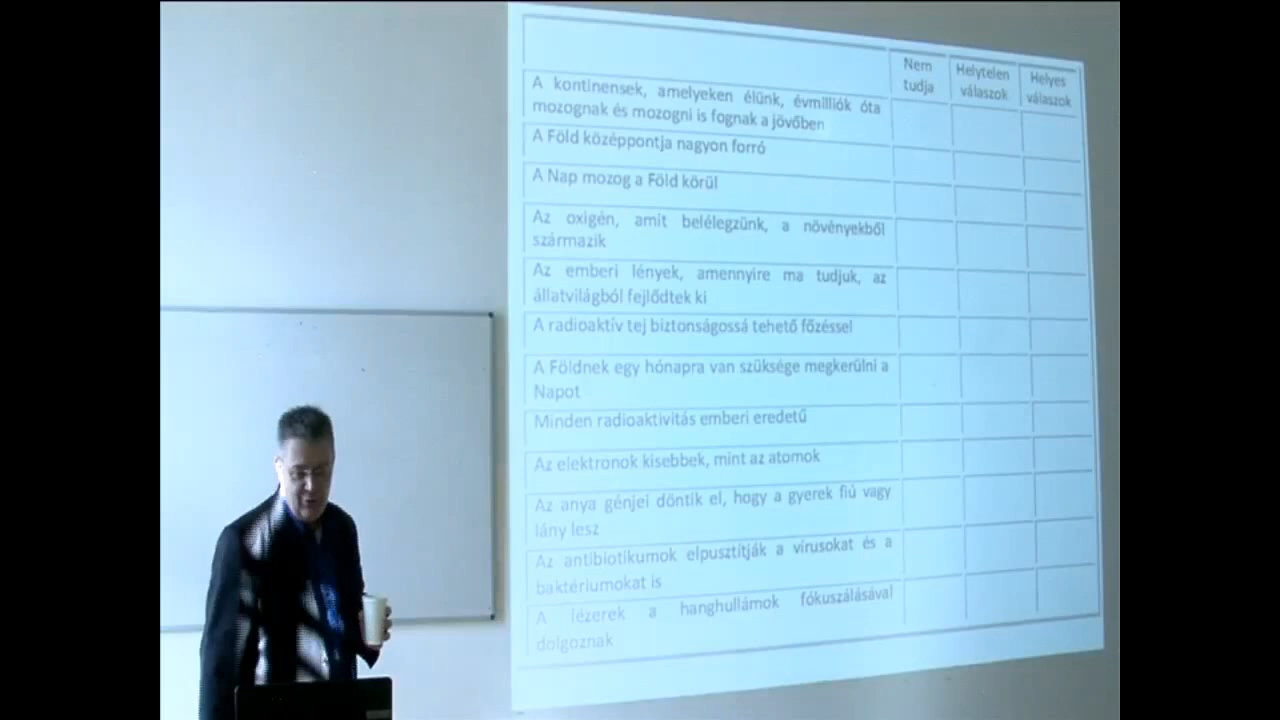 Nem tudja
Helytelen válaszok
Helyes válaszok
A kontinensek, amelyeken élünk, évmilliók óta
mozognak és mozogni is fognak a jövőben
A Föld középpontja nagyon forró
A Nap mozog a Föld körül
Az oxigén, amit belélegzünk, a növényekből
származik
Az emberi lények, amennyire ma tudjuk, az
állatvilágból fejlődtek ki
A radioaktív tej biztonságossá tehető főzéssel
A Földnek egy hónapra van szüksége megkerülni a
Napot
Minden radioaktivitás emberi eredetű
Az elektronok kisebbek, mint az atomok
Az anya génjei döntik el, hogy a gyerek fiú vagy
lány lesz
Az antibiotikumok elpusztítják a vírusokat és a
baktériumokat is
A lézerek a hanghullámok fókuszálásával
dolgoznak